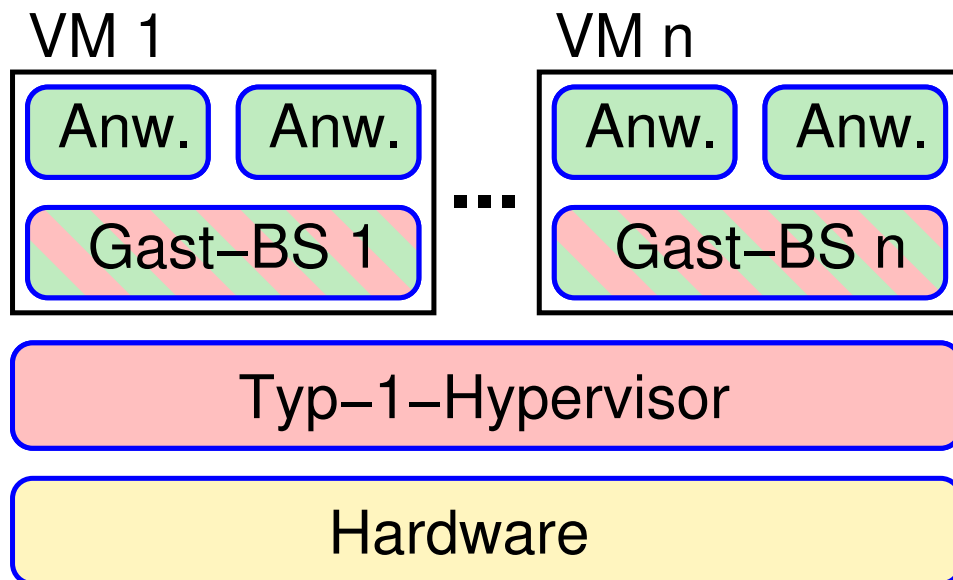 VM 1
VM n
Anw.
Anw.
Anw.
Anw.
...
Gast–BS 1
Gast–BS n
Typ–1–Hypervisor
Hardware